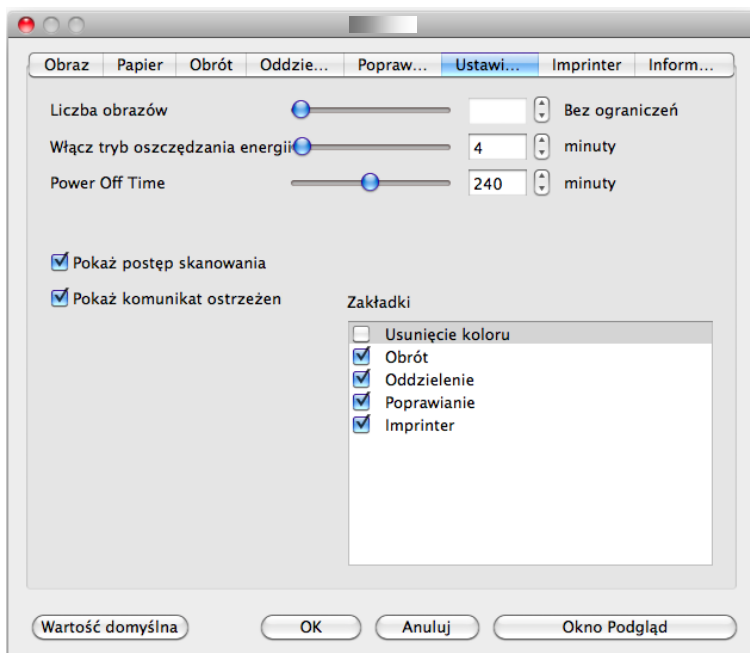 Obraz Papier Obrót Oddzie... Popraw... Ustawi... Imprinter Inform...
Liczba obrazów Bez ograniczeń
Włącz tryb oszczędzania energii 4 minuty
Power Off Time 240 minuty
Pokaż postęp skanowania
Pokaż komunikat ostrzeżen
Zakładki
Usunięcie koloru
Obrót
Oddzielenie
Poprawianie
Imprinter
Wartość domyślna OK Anuluj Okno Podgląd